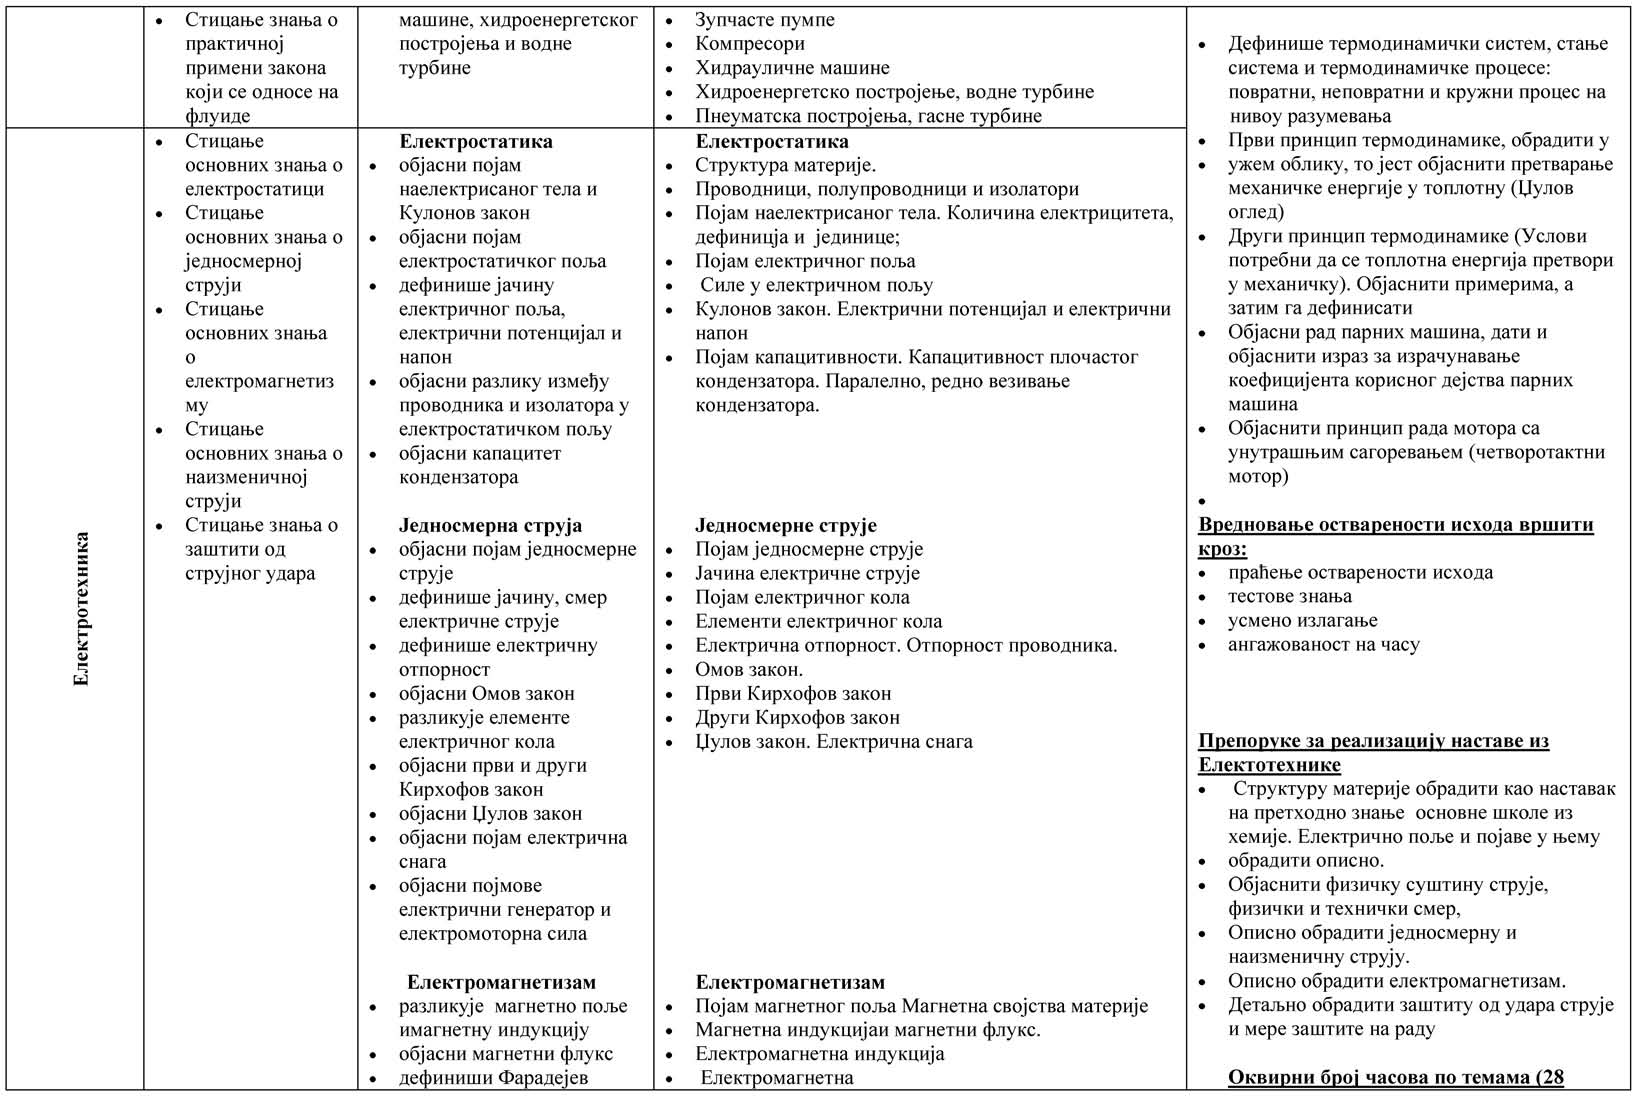 Стицање знања о
практичној
примени закона
који се односе на
флуиде
машине, хидроенергетског
постројења и водне
турбине
Зупчасте пумпе
Компресори
Хидрауличне машине
Хидроенергетско постројење, водне турбине
Пнеуматска постројења, гасне турбине
Електротехника
Стицање
основних знања о
електростатици
Стицање
основних знања о
једносмерној
струји
Стицање
основних знања
о
електромагнетиз
му
Стицање
основних знања о
наизменичној
струји
Стицање знања о
заштити од
струјног удара
Електростатика
објасни појам
наелектрисаног тела и
Кулонов закон
објасни појам
електростатичког поља
дефинише јачину
електричног поља,
електрични потенцијал и
напон
објасни разлику између
проводника и изолатора у
електростатичком пољу
објасни капацитет
кондензатора
Једносмерна струја
објасни појам једносмерне
струје
дефинише јачину, смер
електричне струје
дефинише електричну
отпорност
објасни Омов закон
разликује елементе
електричног кола
објасни први и други
Кирхофов закон
објасни Џулов закон
објасни појам електрична
снага
објасни појмове
електрични генератор и
електромоторна сила
Електромагнетизам
разликује  магнетно поље
имагнетну индукцију
објасни магнетни флукс
дефиниши Фарадејев
Електростатика
Структура материје.
Проводници, полупроводници и изолатори
Појам наелектрисаног тела. Количина електрицитета,
дефиницја и  јединице;
Појам електричног поља
Силе у електричном пољу
Кулонов закон. Електрични потенцијал и електрични
напон
Појам капацитивности. Капацитивност плочастог
кондензатора. Паралелно, редно везивање
кондензатора.
Једносмерне струје
Појам једносмерне струје
Јачина електричне струје
Појам електричног кола
Елементи електричног кола
Електрична отпорност. Отпорност проводника.
Омов закон.
Први Кирхофов закон
Други Кирхофов закон
Џулов закон. Електрична снага
Електромагнетизам
Појам магнетног поља Магнетна својства материје
Магнетна индукцијаи магнетни флукс.
Електромагнетна индукција
Електромагнетна
Дефинише термодинамички систем, стање
система и термодинамичке процесе:
повратни, неповратни и кружни процес на
нивоу разумевања
Први принцип термодинамике, обрадити у
ужем облику, то јест објаснити претварање
механичке енергије у топлотну (Џулов
оглед)
Други принцип термодинамике (Услови
потребни да се топлотна енергија претвори
у механичку). Објаснити примерима, а
затим га дефинисати
Објасни рад парних машина, дати и
објаснити израз за израчунавање
коефицијента корисног дејства парних
машина
Објаснити принцип рада мотора са
унутрашњим сагоревањем (четворотактни
мотор)
Вредновање остварености исхода вршити
кроз:
праћење остварености исхода
тестове знања
усмено излагање
ангажованост на часу
Препоруке за реализацију наставе из
Електотехнике
Структуру материје обрадити као наставак
на претходно знање  основне школе из
хемије. Електрично поље и појаве у њему
обрадити описно.
Објаснити физичку суштину струје,
физички и технички смер,
Описно обрадити једносмерну и
наизменичну струју.
Описно обрадити електромагнетизам.
Детаљно обрадити заштиту од удара струје
и мере заштите на раду
Оквирни број часова по темама (28